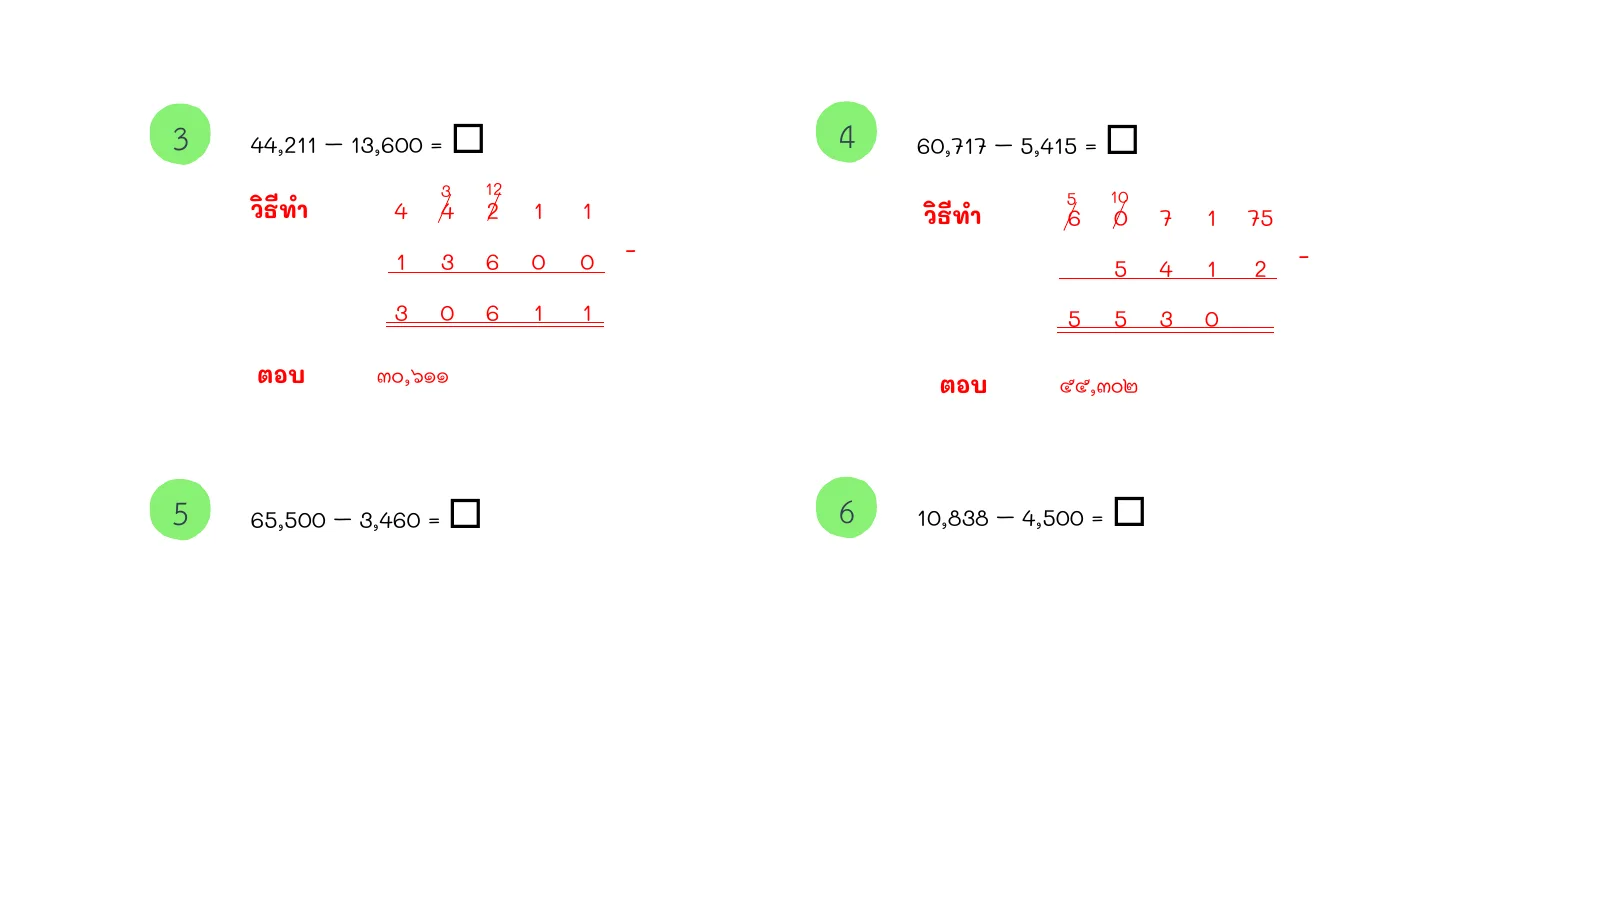 3
44,211 – 13,600 = □
3 12
วิธีทำ 4 4 2 1 1
-
1 3 6 0 0
3 0 6 1 1
ตอบ ๓๐,๖๑๑
4
60,717 – 5,415 = □
5 10
วิธีทำ 6 0 7 1 75
-
5 4 1 2
5 5 3 0
ตอบ ๕๕,๓๐๒
5
65,500 – 3,460 = □
6
10,838 – 4,500 = □